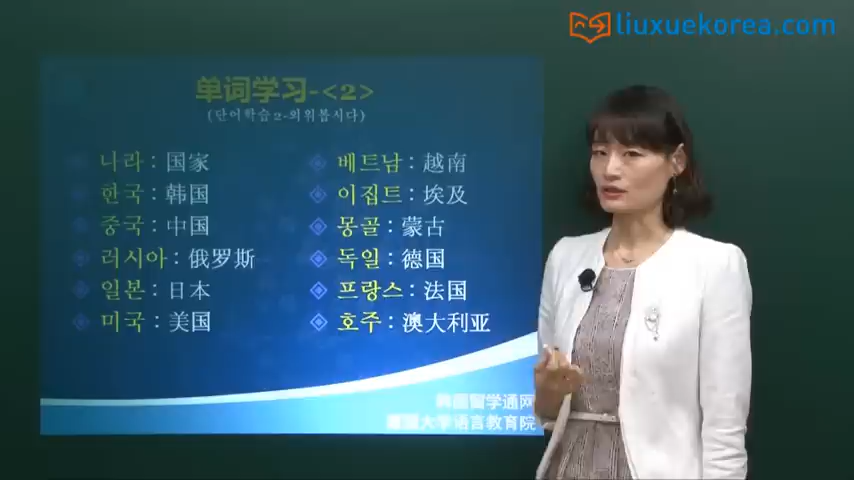 liuxuekorea.com
单词学习-<2>
(단어학습2-외워봅시다)
나라：国家
한국：韩国
중국：中国
러시아：俄罗斯
일본：日本
미국：美国
베트남：越南
이집트：埃及
몽골：蒙古
독일：德国
프랑스：法国
호주：澳大利亚
韩国留学通网
大学语言教育院